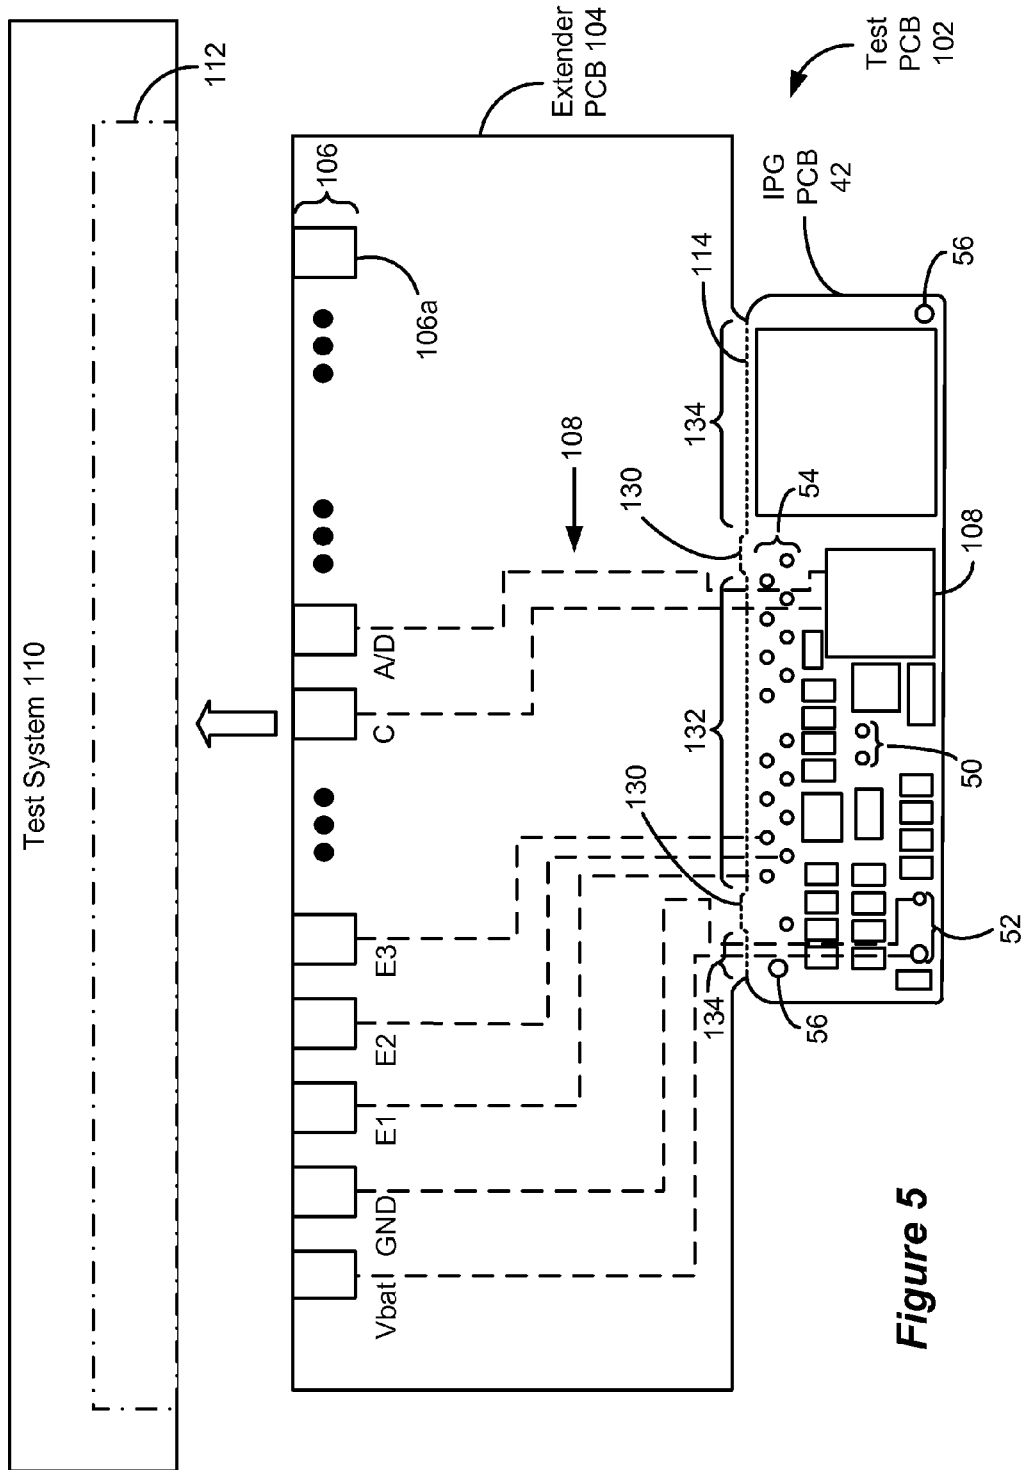 Test System 110
112
Extender
PCB 104
Test
PCB
102
106
106a
IPG
PCB
42
108
114
56
134
130
54
A/D
C
132
108
130
50
E3
E2
E1
GND
Vbat
134
56
52
Figure 5